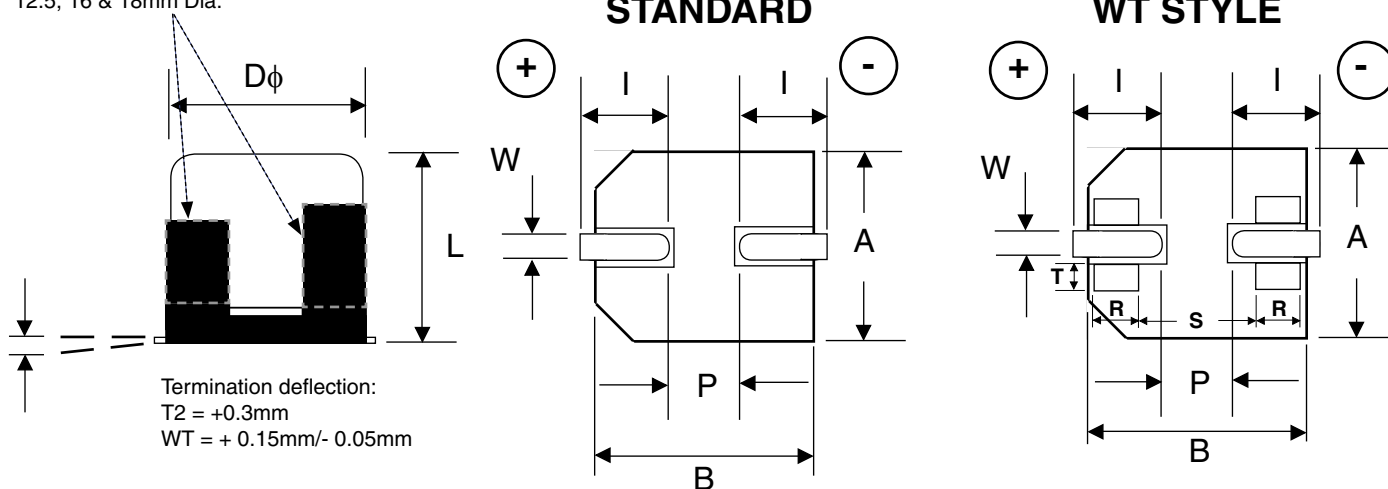 12.5, 16 & 18mm Dia.
STANDARD
WT STYLE
Dϕ
L
Termination deflection:
T2 = +0.3mm
WT = + 0.15mm/- 0.05mm
+
-
I
I
W
A
P
B
+
-
I
I
W
A
T
R
S
R
P
B